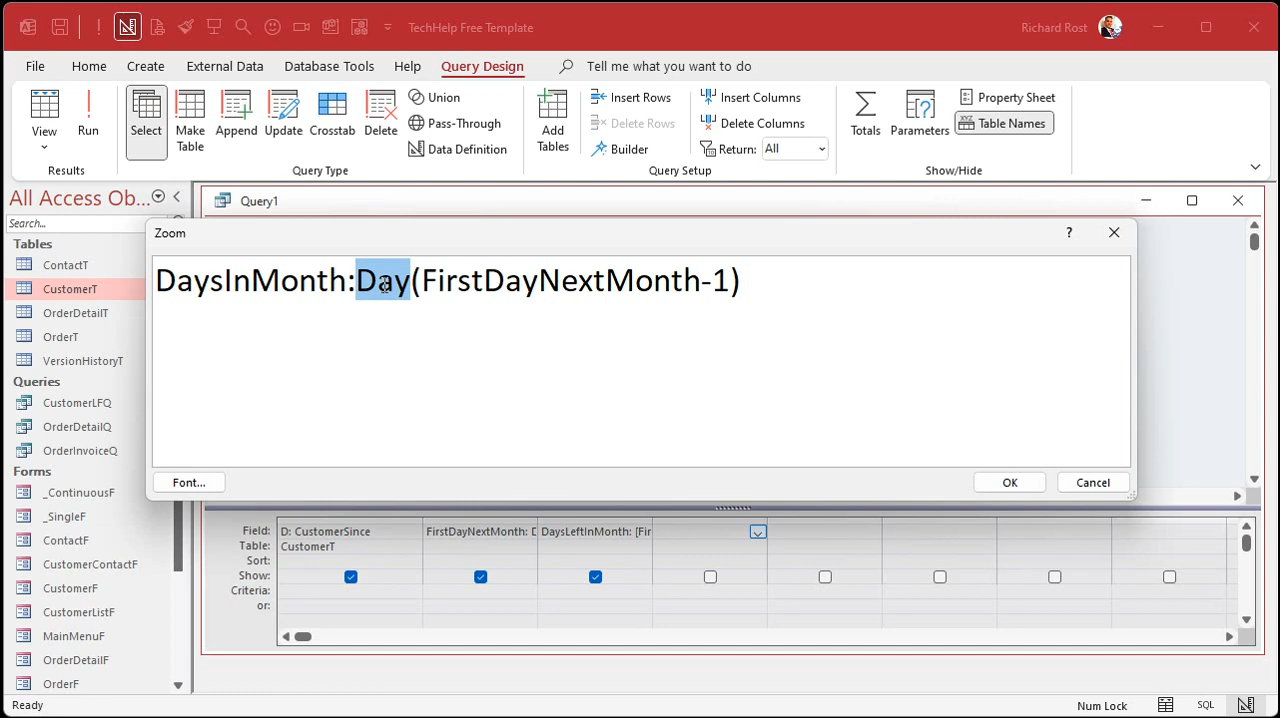 TechHelp Free Template
Richard Rost
File Home Create External Data Database Tools Help Query Design Tell me what you want to do
View
Run
Results
Select
Make Table
Append
Update
Crosstab
Delete
Union
Pass-Through
Data Definition
Query Type
Add Tables
Insert Rows
Delete Rows
Builder
Insert Columns
Delete Columns
Return: All
Query Setup
Totals
Parameters
Property Sheet
Table Names
Show/Hide
All Access Ob...
Search...
Tables
ContactT
CustomerT
OrderDetailT
OrderT
VersionHistoryT
Queries
CustomerLFQ
OrderDetailQ
OrderInvoiceQ
Forms
_ContinuousF
_SingleF
ContactF
CustomerContactF
CustomerF
CustomerListF
MainMenuF
OrderDetailF
OrderF
Query1
Zoom ?
DaysInMonth:Day(FirstDayNextMonth-1)
Font... OK Cancel
Field: D: CustomerSince FirstDayNextMonth: D DaysLeftInMonth: [Fir
Table: CustomerT
Sort:
Show:
Criteria:
or:
Ready Num Lock SQL